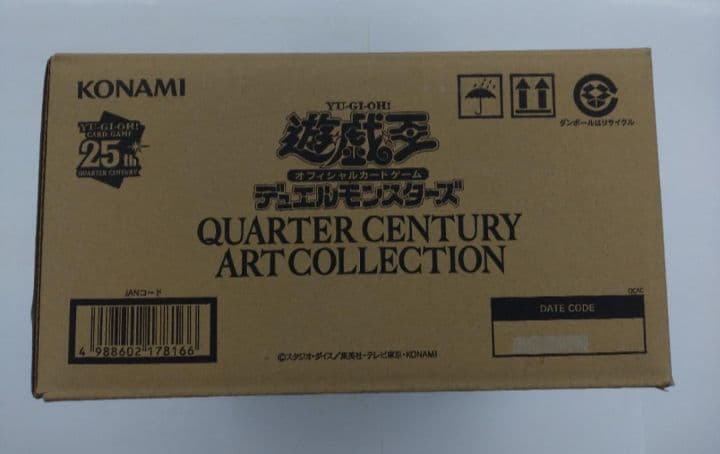 KONAMI
YU-GI-OH!
CARD GAME
25th
QUARTER CENTURY
YU-GI-OH!
遊戯王
オフィシャルカードゲーム
デュエルモンスターズ
QUARTER CENTURY
ART COLLECTION
ダンボールはリサイクル
JANコード
4 988602 178166
©スタジオ・ダイス/集英社・テレビ東京・KONAMI
QCAC
DATE CODE